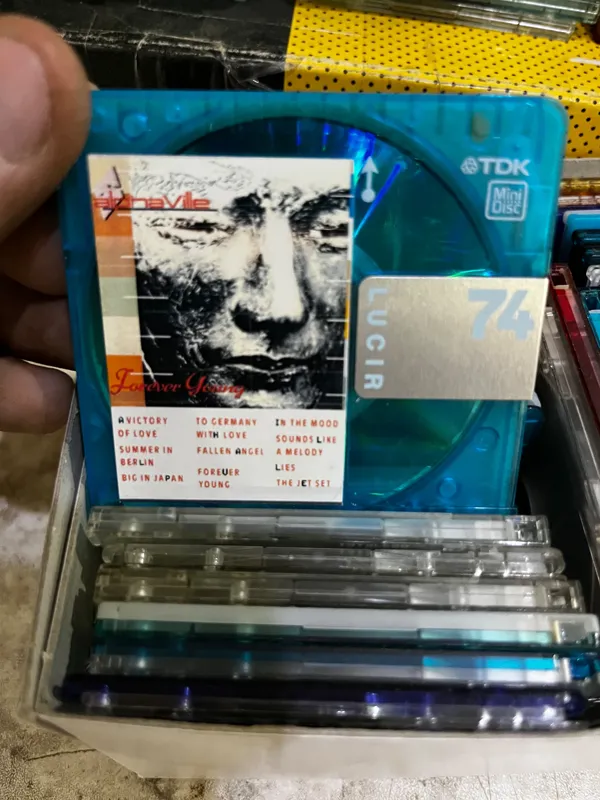 alphaville
Forever Young
A VICTORY
OF LOVE
SUMMER IN
BERLIN
BIG IN JAPAN
TO GERMANY
WITH LOVE
FALLEN ANGEL
FOREVER
YOUNG
IN THE MOOD
SOUNDS LIKE
A MELODY
LIES
THE JET SET
TDK
Mini
Disc
74
LUCIR